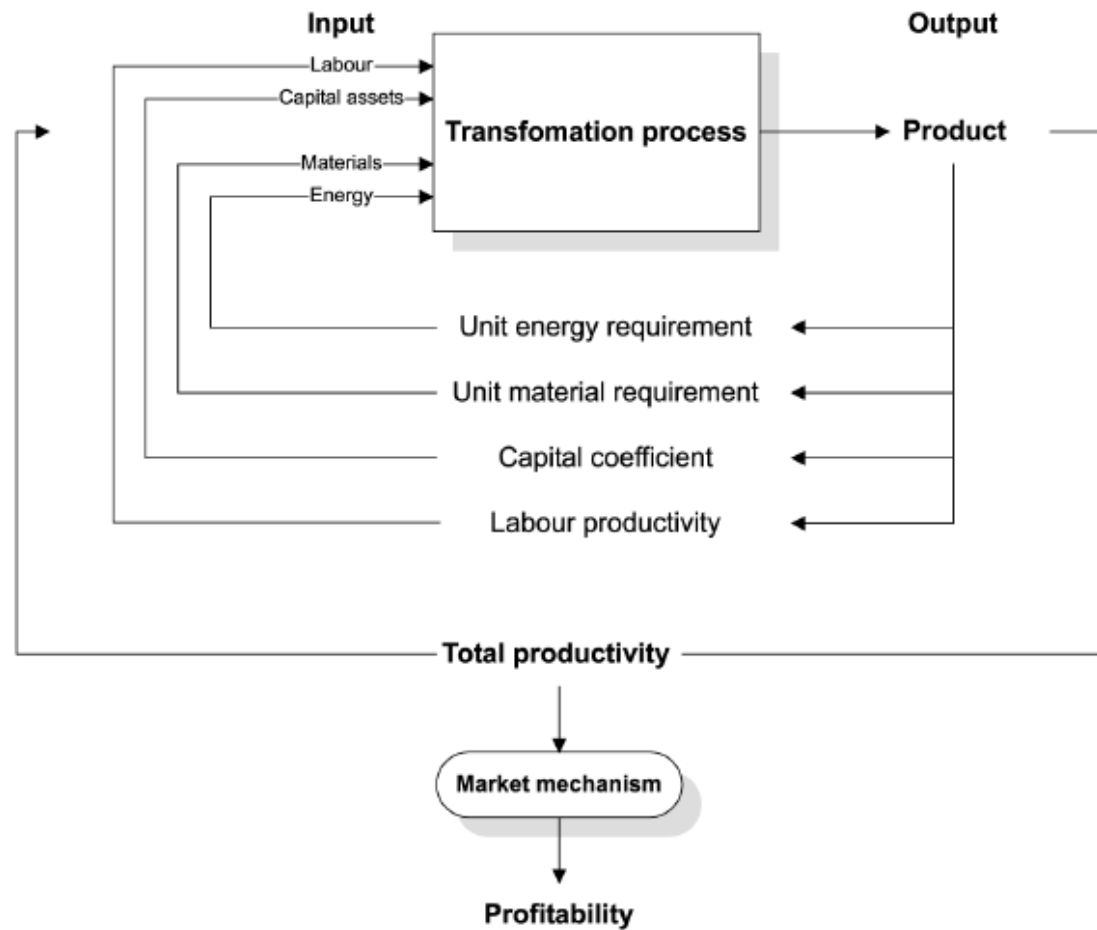 Input
Output
Labour
Capital assets
Transfomation process
Product
Materials
Energy
Unit energy requirement
Unit material requirement
Capital coefficient
Labour productivity
Total productivity
Market mechanism
Profitability